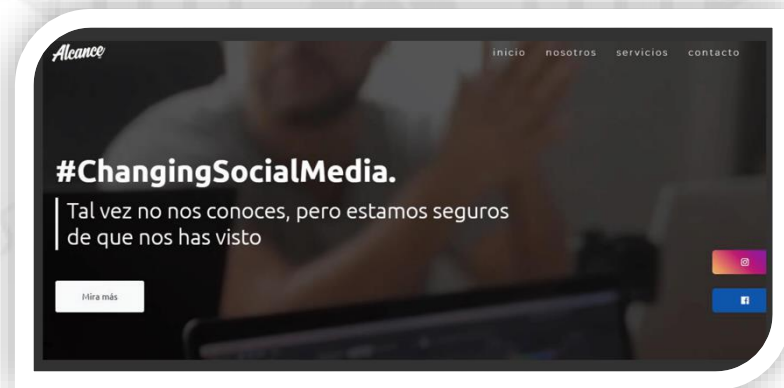 Alcance
inicio nosotros servicios contacto
#ChangingSocialMedia.
Tal vez no nos conoces, pero estamos seguros
de que nos has visto
Mira más